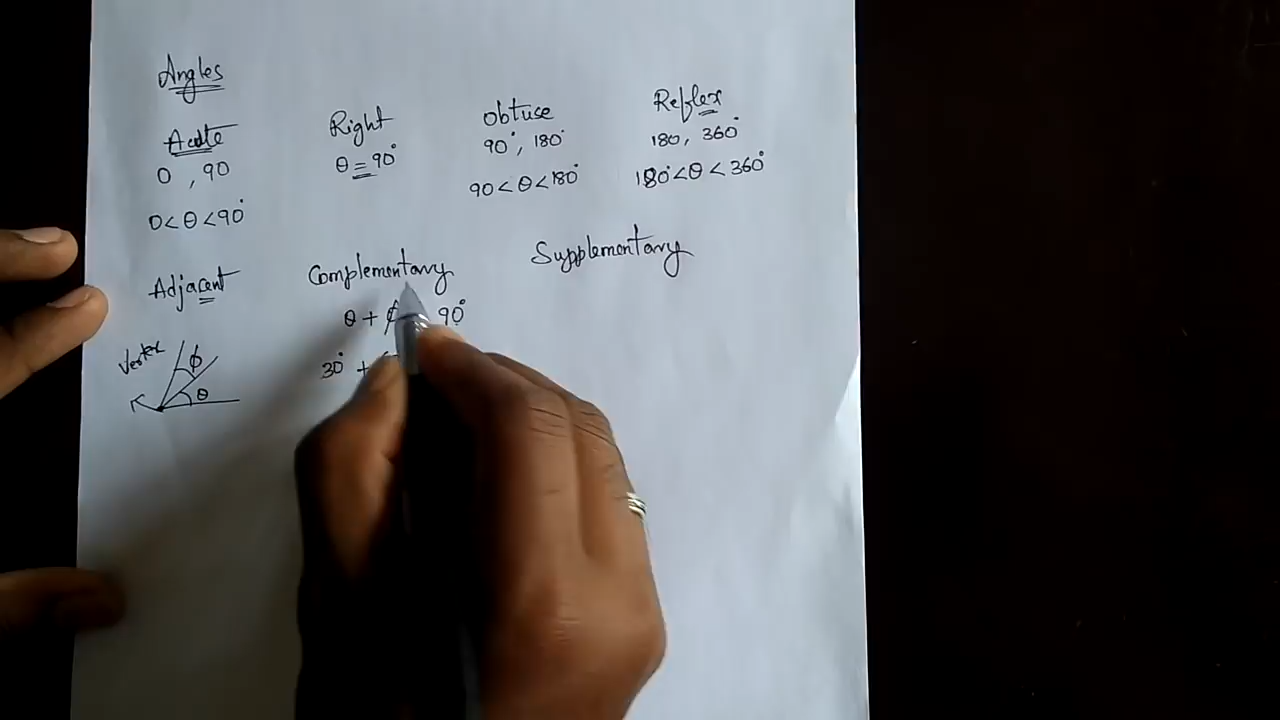 Angles
Acute
0 , 90
0 < θ < 90°
Right
θ = 90°
Obtuse
90°, 180°
90 < θ < 180°
Reflex
180, 360°
180° < θ < 360°
Adjacent
Vertex
ϕ
θ
Complementary
θ + 90°
30° +
Supplementary